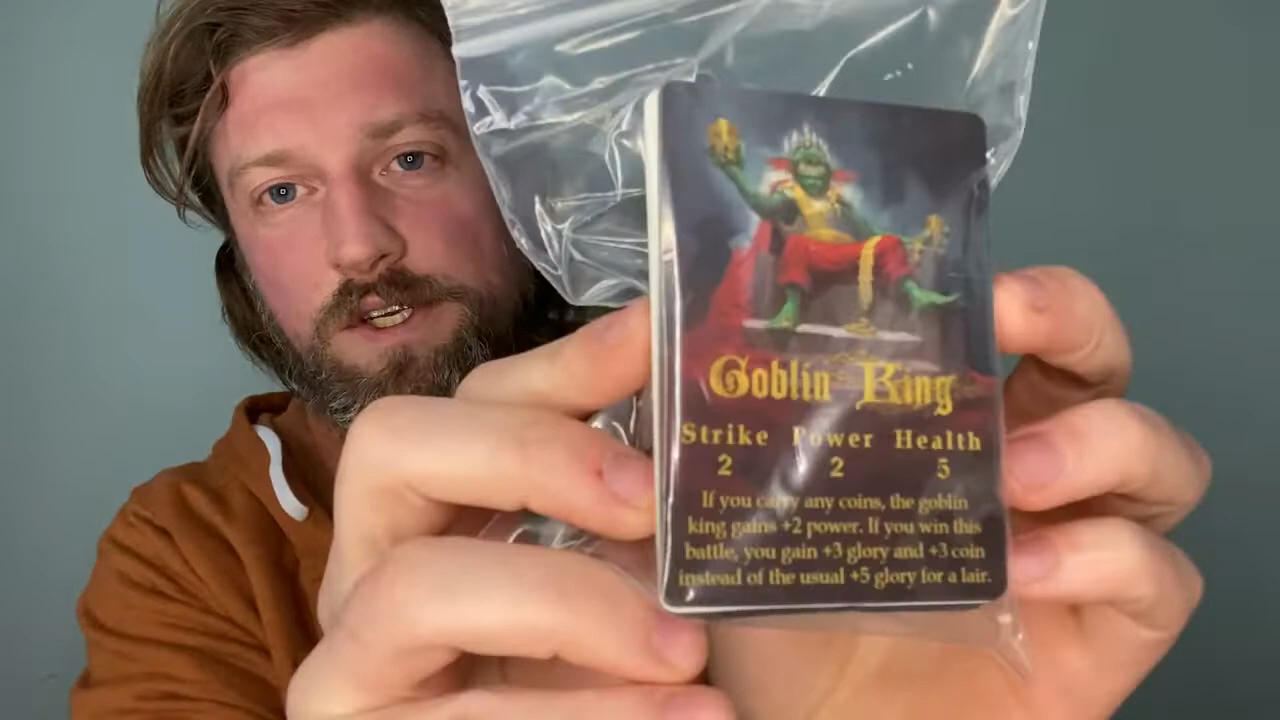 Goblin King
Strike Power Health
2 2 5
If you carry any coins, the goblin
king gains +2 power. If you win this
battle, you gain +3 glory and +3 coin
instead of the usual +5 glory for a lair.